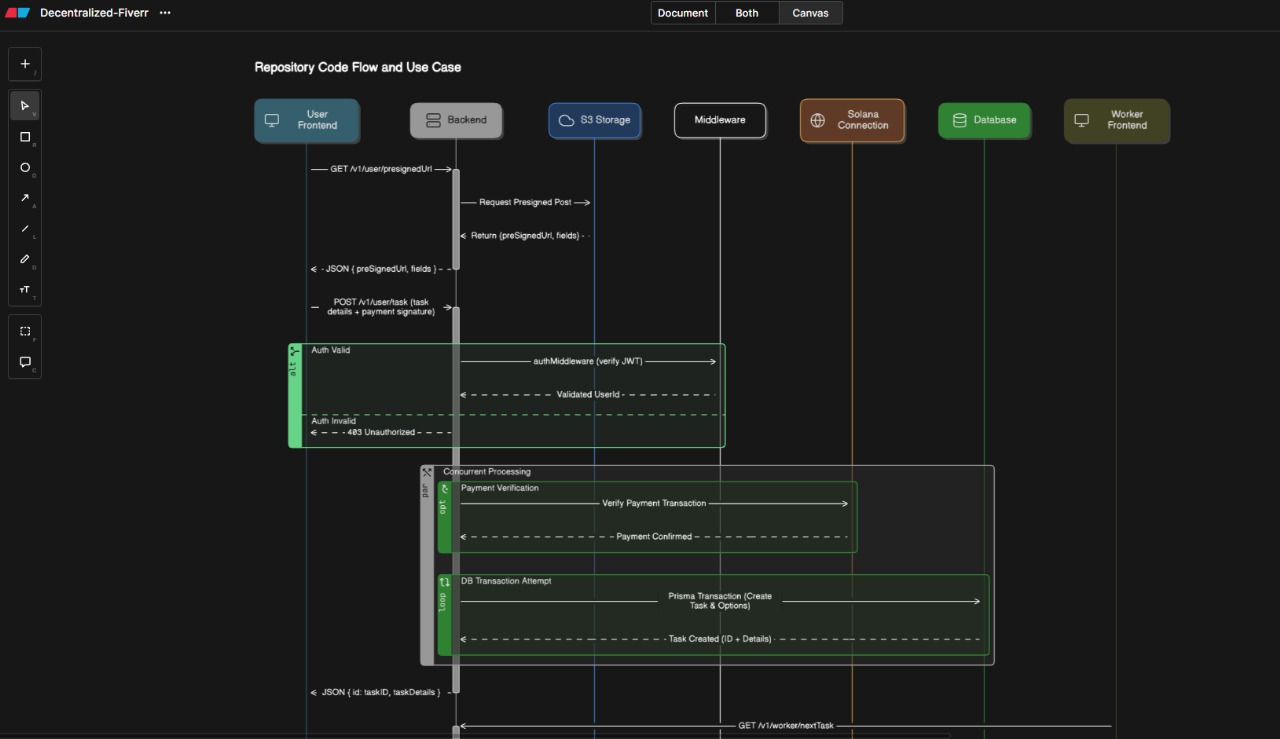 Decentralized-Fiverr
Document
Both
Canvas
Repository Code Flow and Use Case
User
Frontend
Backend
S3 Storage
Middleware
Solana
Connection
Database
Worker
Frontend
GET /v1/user/presignedUrl
Request Presigned Post
Return {preSignedUrl, fields}
JSON { preSignedUrl, fields }
POST /v1/user/task (task
details + payment signature)
alt
Auth Valid
authMiddleware (verify JWT)
Validated UserId
Auth Invalid
403 Unauthorized
par
Concurrent Processing
opt
Payment Verification
Verify Payment Transaction
Payment Confirmed
loop
DB Transaction Attempt
Prisma Transaction (Create
Task & Options)
Task Created (ID + Details)
JSON { id: taskID, taskDetails }
GET /v1/worker/nextTask